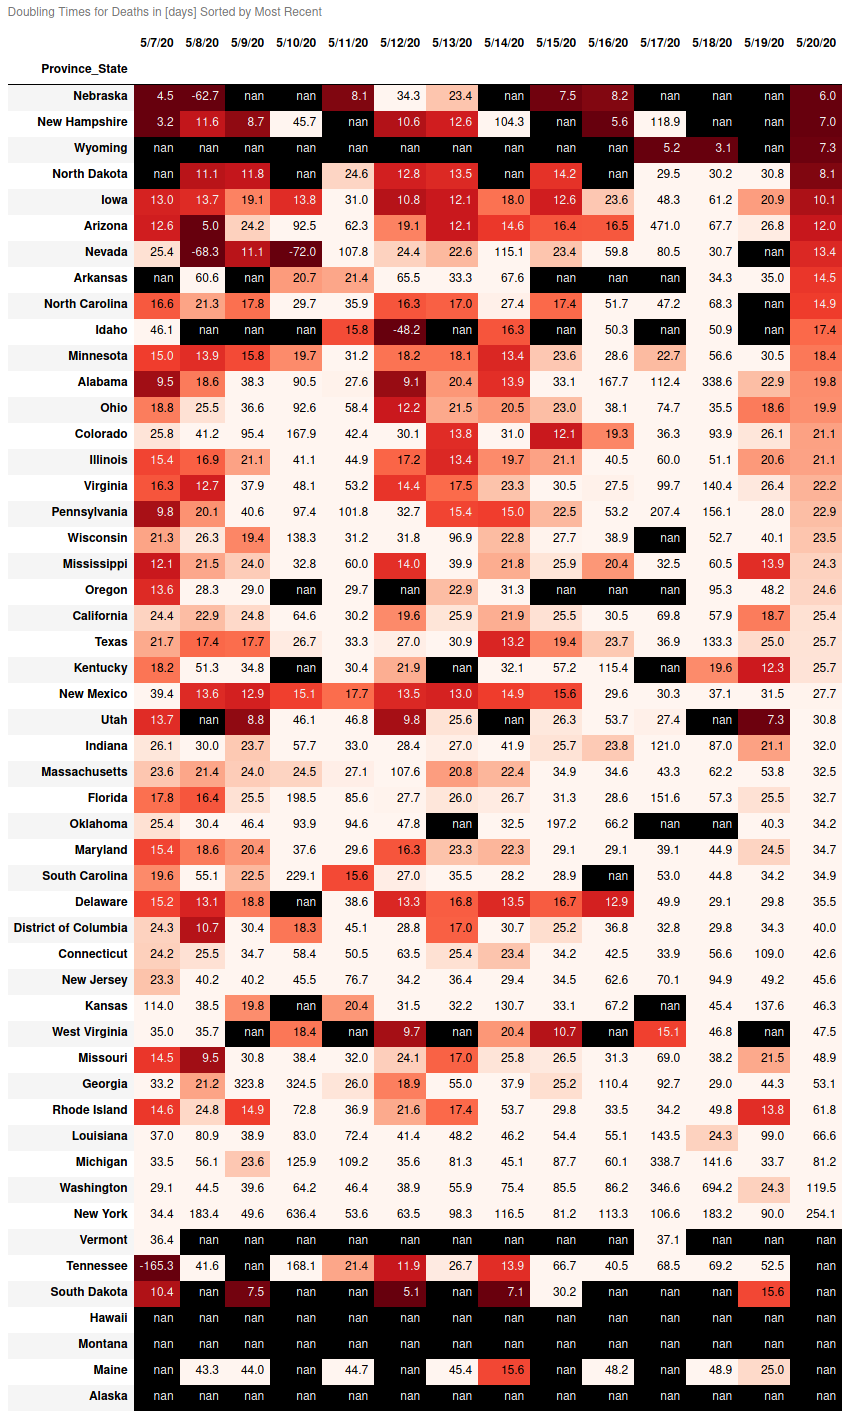 Doubling Times for Deaths in [days] Sorted by Most Recent
5/7/20 5/8/20 5/9/20 5/10/20 5/11/20 5/12/20 5/13/20 5/14/20 5/15/20 5/16/20 5/17/20 5/18/20 5/19/20 5/20/20
Province_State
Nebraska 4.5 -62.7 nan nan 8.1 34.3 23.4 nan 7.5 8.2 nan nan nan 6.0
New Hampshire 3.2 11.6 8.7 45.7 nan 10.6 12.6 104.3 nan 5.6 118.9 nan nan 7.0
Wyoming nan nan nan nan nan nan nan nan nan nan 5.2 3.1 nan 7.3
North Dakota nan 11.1 11.8 nan 24.6 12.8 13.5 nan 14.2 nan 29.5 30.2 30.8 8.1
Iowa 13.0 13.7 19.1 13.8 31.0 10.8 12.1 18.0 12.6 23.6 48.3 61.2 20.9 10.1
Arizona 12.6 5.0 24.2 92.5 62.3 19.1 12.1 14.6 16.4 16.5 471.0 67.7 26.8 12.0
Nevada 25.4 -68.3 11.1 -72.0 107.8 24.4 22.6 115.1 23.4 59.8 80.5 30.7 nan 13.4
Arkansas nan 60.6 nan 20.7 21.4 65.5 33.3 67.6 nan nan nan 34.3 35.0 14.5
North Carolina 16.6 21.3 17.8 29.7 35.9 16.3 17.0 27.4 17.4 51.7 47.2 68.3 nan 14.9
Idaho 46.1 nan nan nan 15.8 -48.2 nan 16.3 nan 50.3 nan 50.9 nan 17.4
Minnesota 15.0 13.9 15.8 19.7 31.2 18.2 18.1 13.4 23.6 28.6 22.7 56.6 30.5 18.4
Alabama 9.5 18.6 38.3 90.5 27.6 9.1 20.4 13.9 33.1 167.7 112.4 338.6 22.9 19.8
Ohio 18.8 25.5 36.6 92.6 58.4 12.2 21.5 20.5 23.0 38.1 74.7 35.5 18.6 19.9
Colorado 25.8 41.2 95.4 167.9 42.4 30.1 13.8 31.0 12.1 19.3 36.3 93.9 26.1 21.1
Illinois 15.4 16.9 21.1 41.1 44.9 17.2 13.4 19.7 21.1 40.5 60.0 51.1 20.6 21.1
Virginia 16.3 12.7 37.9 48.1 53.2 14.4 17.5 23.3 30.5 27.5 99.7 140.4 26.4 22.2
Pennsylvania 9.8 20.1 40.6 97.4 101.8 32.7 15.4 15.0 22.5 53.2 207.4 156.1 28.0 22.9
Wisconsin 21.3 26.3 19.4 138.3 31.2 31.8 96.9 22.8 27.7 38.9 nan 52.7 40.1 23.5
Mississippi 12.1 21.5 24.0 32.8 60.0 14.0 39.9 21.8 25.9 20.4 32.5 60.5 13.9 24.3
Oregon 13.6 28.3 29.0 nan 29.7 nan 22.9 31.3 nan nan nan 95.3 48.2 24.6
California 24.4 22.9 24.8 64.6 30.2 19.6 25.9 21.9 25.5 30.5 69.8 57.9 18.7 25.4
Texas 21.7 17.4 17.7 26.7 33.3 27.0 30.9 13.2 19.4 23.7 36.9 133.3 25.0 25.7
Kentucky 18.2 51.3 34.8 nan 30.4 21.9 nan 32.1 57.2 115.4 nan 19.6 12.3 25.7
New Mexico 39.4 13.6 12.9 15.1 17.7 13.5 13.0 14.9 15.6 29.6 30.3 37.1 31.5 27.7
Utah 13.7 nan 8.8 46.1 46.8 9.8 25.6 nan 26.3 53.7 27.4 nan 7.3 30.8
Indiana 26.1 30.0 23.7 57.7 33.0 28.4 27.0 41.9 25.7 23.8 121.0 87.0 21.1 32.0
Massachusetts 23.6 21.4 24.0 24.5 27.1 107.6 20.8 22.4 34.9 34.6 43.3 62.2 53.8 32.5
Florida 17.8 16.4 25.5 198.5 85.6 27.7 26.0 26.7 31.3 28.6 151.6 57.3 25.5 32.7
Oklahoma 25.4 30.4 46.4 93.9 94.6 47.8 nan 32.5 197.2 66.2 nan nan 40.3 34.2
Maryland 15.4 18.6 20.4 37.6 29.6 16.3 23.3 22.3 29.1 29.1 39.1 44.9 24.5 34.7
South Carolina 19.6 55.1 22.5 229.1 15.6 27.0 35.5 28.2 28.9 nan 53.0 44.8 34.2 34.9
Delaware 15.2 13.1 18.8 nan 38.6 13.3 16.8 13.5 16.7 12.9 49.9 29.1 29.8 35.5
District of Columbia 24.3 10.7 30.4 18.3 45.1 28.8 17.0 30.7 25.2 36.8 32.8 29.8 34.3 40.0
Connecticut 24.2 25.5 34.7 58.4 50.5 63.5 25.4 23.4 34.2 42.5 33.9 56.6 109.0 42.6
New Jersey 23.3 40.2 40.2 45.5 76.7 34.2 36.4 29.4 34.5 62.6 70.1 94.9 49.2 45.6
Kansas 114.0 38.5 19.8 nan 20.4 31.5 32.2 130.7 33.1 67.2 nan 45.4 137.6 46.3
West Virginia 35.0 35.7 nan 18.4 nan 9.7 nan 20.4 10.7 nan 15.1 46.8 nan 47.5
Missouri 14.5 9.5 30.8 38.4 32.0 24.1 17.0 25.8 26.5 31.3 69.0 38.2 21.5 48.9
Georgia 33.2 21.2 323.8 324.5 26.0 18.9 55.0 37.9 25.2 110.4 92.7 29.0 44.3 53.1
Rhode Island 14.6 24.8 14.9 72.8 36.9 21.6 17.4 53.7 29.8 33.5 34.2 49.8 13.8 61.8
Louisiana 37.0 80.9 38.9 83.0 72.4 41.4 48.2 46.2 54.4 55.1 143.5 24.3 99.0 66.6
Michigan 33.5 56.1 23.6 125.9 109.2 35.6 81.3 45.1 87.7 60.1 338.7 141.6 33.7 81.2
Washington 29.1 44.5 39.6 64.2 46.4 38.9 55.9 75.4 85.5 86.2 346.6 694.2 24.3 119.5
New York 34.4 183.4 49.6 636.4 53.6 63.5 98.3 116.5 81.2 113.3 106.6 183.2 90.0 254.1
Vermont 36.4 nan nan nan nan nan nan nan nan nan 37.1 nan nan nan
Tennessee -165.3 41.6 nan 168.1 21.4 11.9 26.7 13.9 66.7 40.5 68.5 69.2 52.5 nan
South Dakota 10.4 nan 7.5 nan nan 5.1 nan 7.1 30.2 nan nan nan 15.6 nan
Hawaii nan nan nan nan nan nan nan nan nan nan nan nan nan nan
Montana nan nan nan nan nan nan nan nan nan nan nan nan nan nan
Maine nan 43.3 44.0 nan 44.7 nan 45.4 15.6 nan 48.2 nan 48.9 25.0 nan
Alaska nan nan nan nan nan nan nan nan nan nan nan nan nan nan